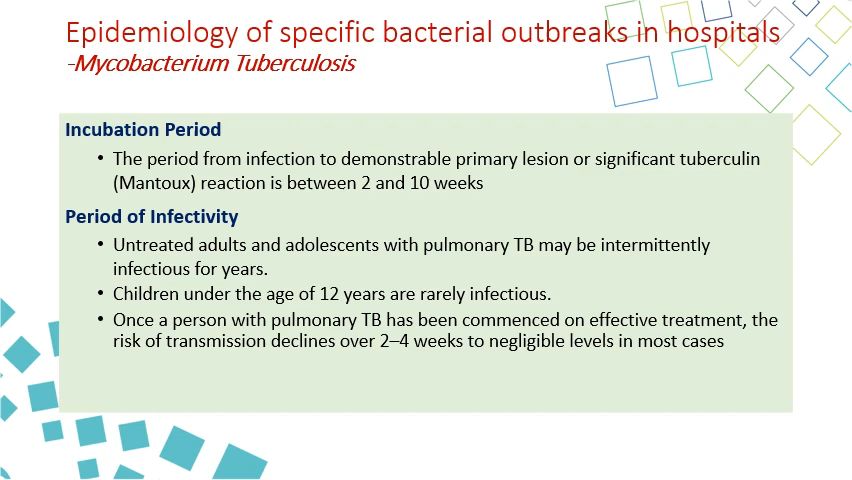 Epidemiology of specific bacterial outbreaks in hospitals
-Mycobacterium Tuberculosis
Incubation Period
• The period from infection to demonstrable primary lesion or significant tuberculin
(Mantoux) reaction is between 2 and 10 weeks
Period of Infectivity
• Untreated adults and adolescents with pulmonary TB may be intermittently
infectious for years.
• Children under the age of 12 years are rarely infectious.
• Once a person with pulmonary TB has been commenced on effective treatment, the
risk of transmission declines over 2–4 weeks to negligible levels in most cases